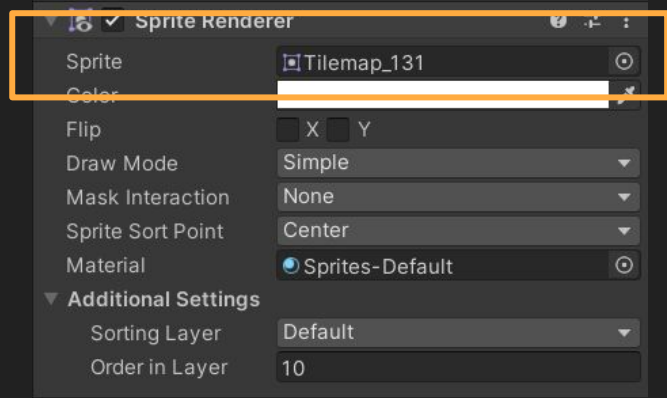 Sprite Renderer
Sprite Tilemap_131
Color
Flip X Y
Draw Mode Simple
Mask Interaction None
Sprite Sort Point Center
Material Sprites-Default
Additional Settings
Sorting Layer Default
Order in Layer 10